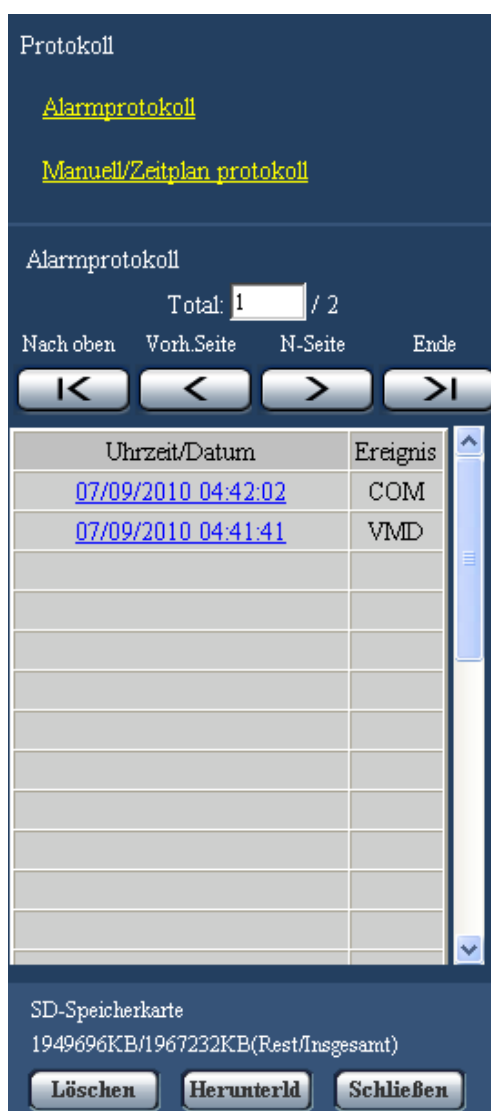 Protokoll
Alarmprotokoll
Manuell/Zeitplan protokoll
Alarmprotokoll
Total: 1 / 2
Nach oben Vorh.Seite N-Seite Ende
Uhrzeit/Datum Ereignis
07/09/2010 04:42:02 COM
07/09/2010 04:41:41 VMD
SD-Speicherkarte
1949696KB/1967232KB(Rest/Insgesamt)
Löschen Herunterld Schließen